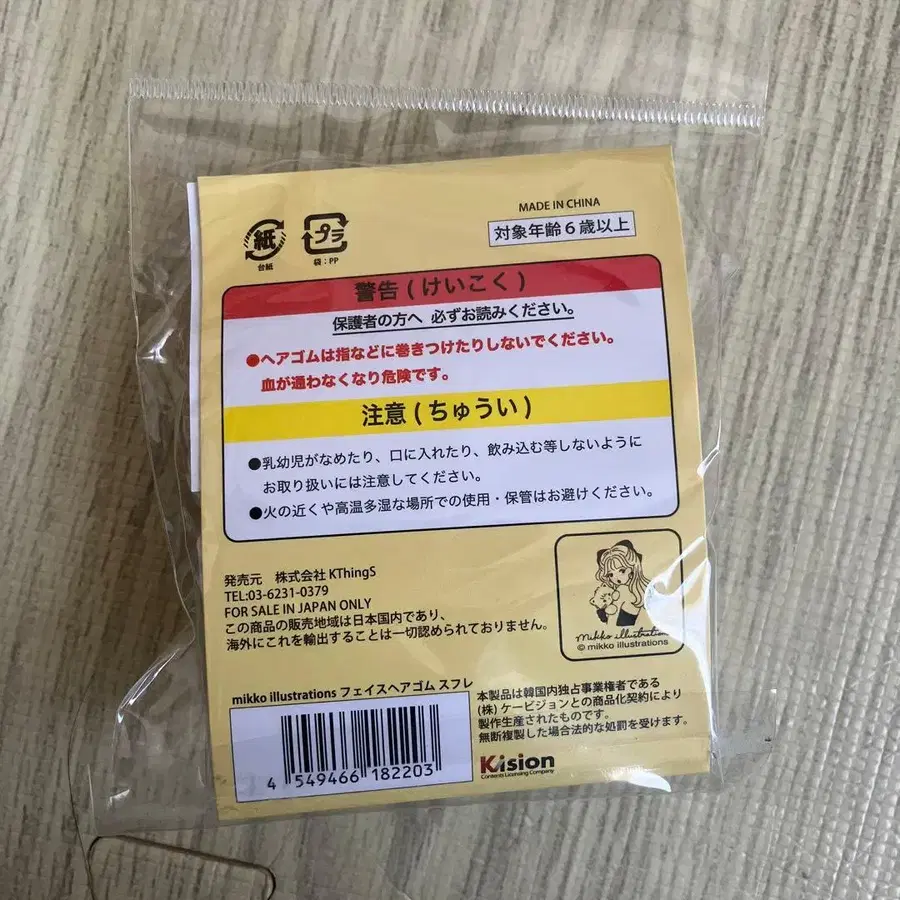 MADE IN CHINA
対象年齢6歳以上
紙
台紙
プラ
袋：PP
警告(けいこく)
保護者の方へ 必ずお読みください。
●ヘアゴムは指などに巻きつけたりしないでください。
血が通わなくなり危険です。
注意(ちゅうい)
●乳幼児がなめたり、口に入れたり、飲み込む等しないように
お取り扱いには注意してください。
●火の近くや高温多湿な場所での使用・保管はお避けください。
発売元 株式会社 KThingS
TEL:03-6231-0379
FOR SALE IN JAPAN ONLY
この商品の販売地域は日本国内であり、
海外にこれを輸出することは一切認められておりません。
mikko illustrations
© mikko illustrations
mikko illustrations フェイスヘアゴム スフレ
4 549466 182203
本製品は韓国内独占事業権者である
(株) ケービジョンとの商品化契約により
製作生産されたものです。
無断複製した場合法的な処罰を受けます。
Kvision
Contents Licensing Company